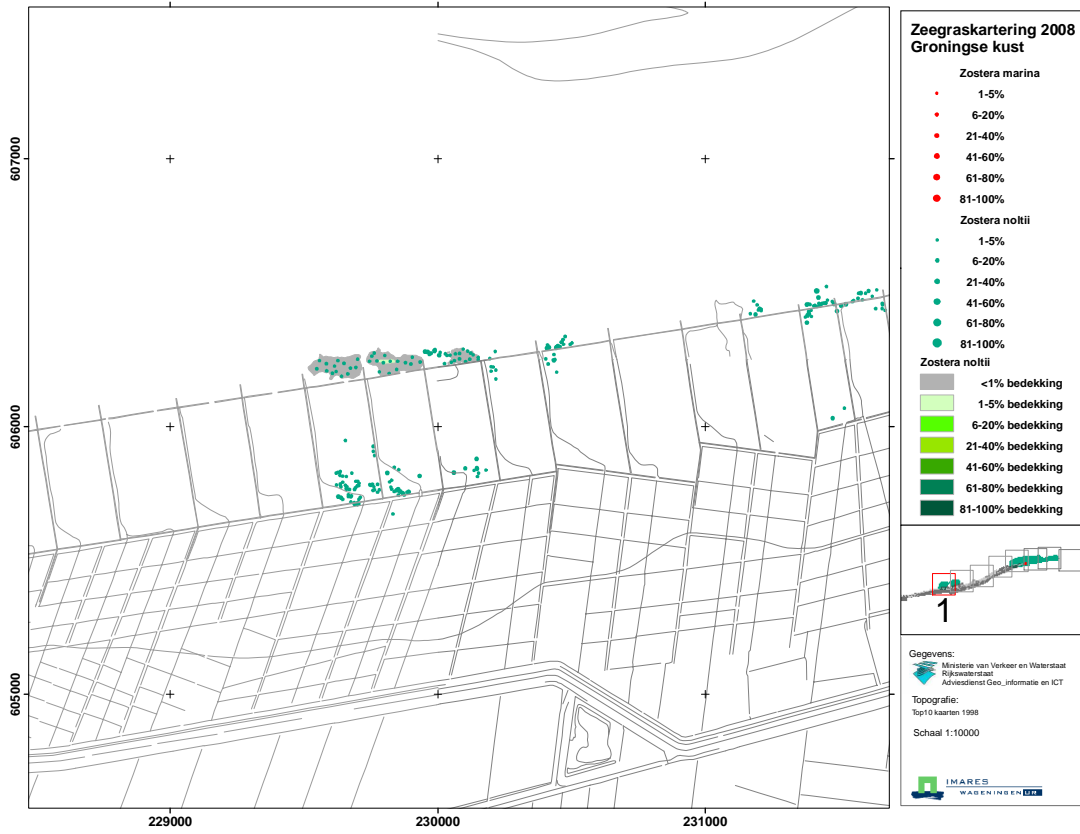 Zeegraskartering 2008
Groningse kust
Zostera marina
1-5%
6-20%
21-40%
41-60%
61-80%
81-100%
Zostera noltii
1-5%
6-20%
21-40%
41-60%
61-80%
81-100%
Zostera noltii
<1% bedekking
1-5% bedekking
6-20% bedekking
21-40% bedekking
41-60% bedekking
61-80% bedekking
81-100% bedekking
1
Gegevens:
Ministerie van Verkeer en Waterstaat
Rijkswaterstaat
Adviesdienst Geo_informatie en ICT
Topografie:
Top10 kaarten 1998
Schaal 1:10000
IMARES
WAGENINGEN UR
607000
606000
605000
229000
230000
231000